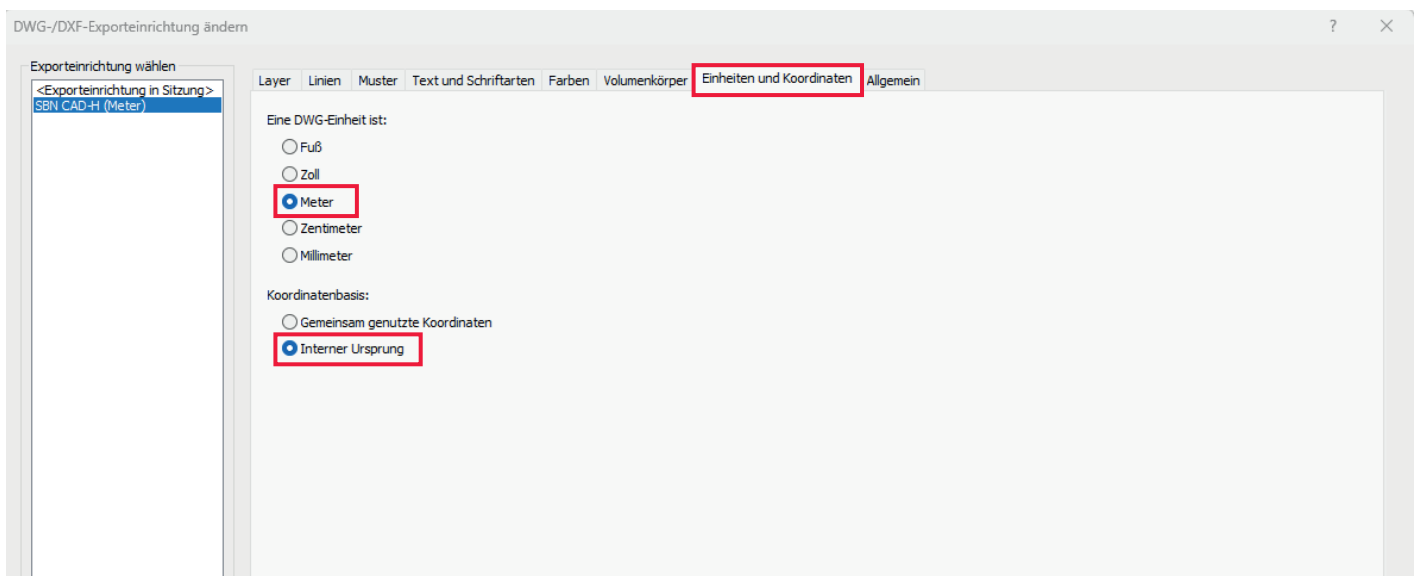 DWG-/DXF-Exporteinrichtung ändern ?
Exporteinrichtung wählen
<Exporteinrichtung in Sitzung>
SBN CAD-H (Meter)
Layer Linien Muster Text und Schriftarten Farben Volumenkörper Einheiten und Koordinaten Allgemein
Eine DWG-Einheit ist:
Fuß
Zoll
Meter
Zentimeter
Millimeter
Koordinatenbasis:
Gemeinsam genutzte Koordinaten
Interner Ursprung